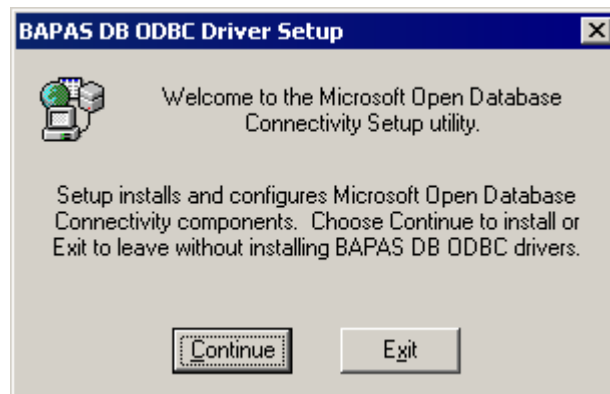 BAPAS DB ODBC Driver Setup
Welcome to the Microsoft Open Database
Connectivity Setup utility.
Setup installs and configures Microsoft Open Database
Connectivity components. Choose Continue to install or
Exit to leave without installing BAPAS DB ODBC drivers.
Continue
Exit